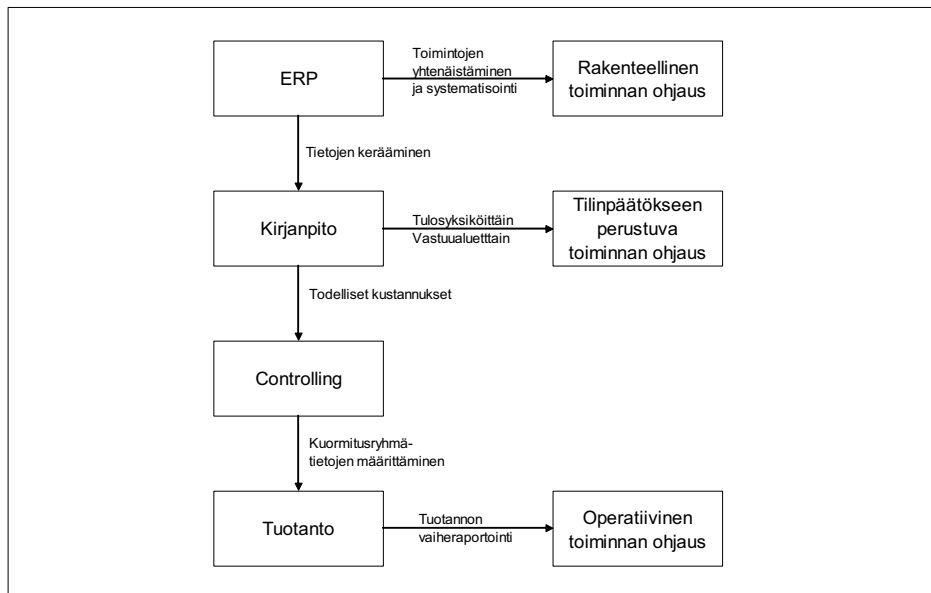 ERP
Toimintojen
yhtenäistäminen
ja systematisointi
Rakenteellinen
toiminnan ohjaus
Tietojen kerääminen
Kirjanpito
Tulosyksiköittäin
Vastuualuetttain
Tilinpäätökseen
perustuva
toiminnan ohjaus
Todelliset kustannukset
Controlling
Kuormitusryhmä-
tietojen määrittäminen
Tuotanto
Tuotannon
vaiheraportointi
Operatiivinen
toiminnan ohjaus